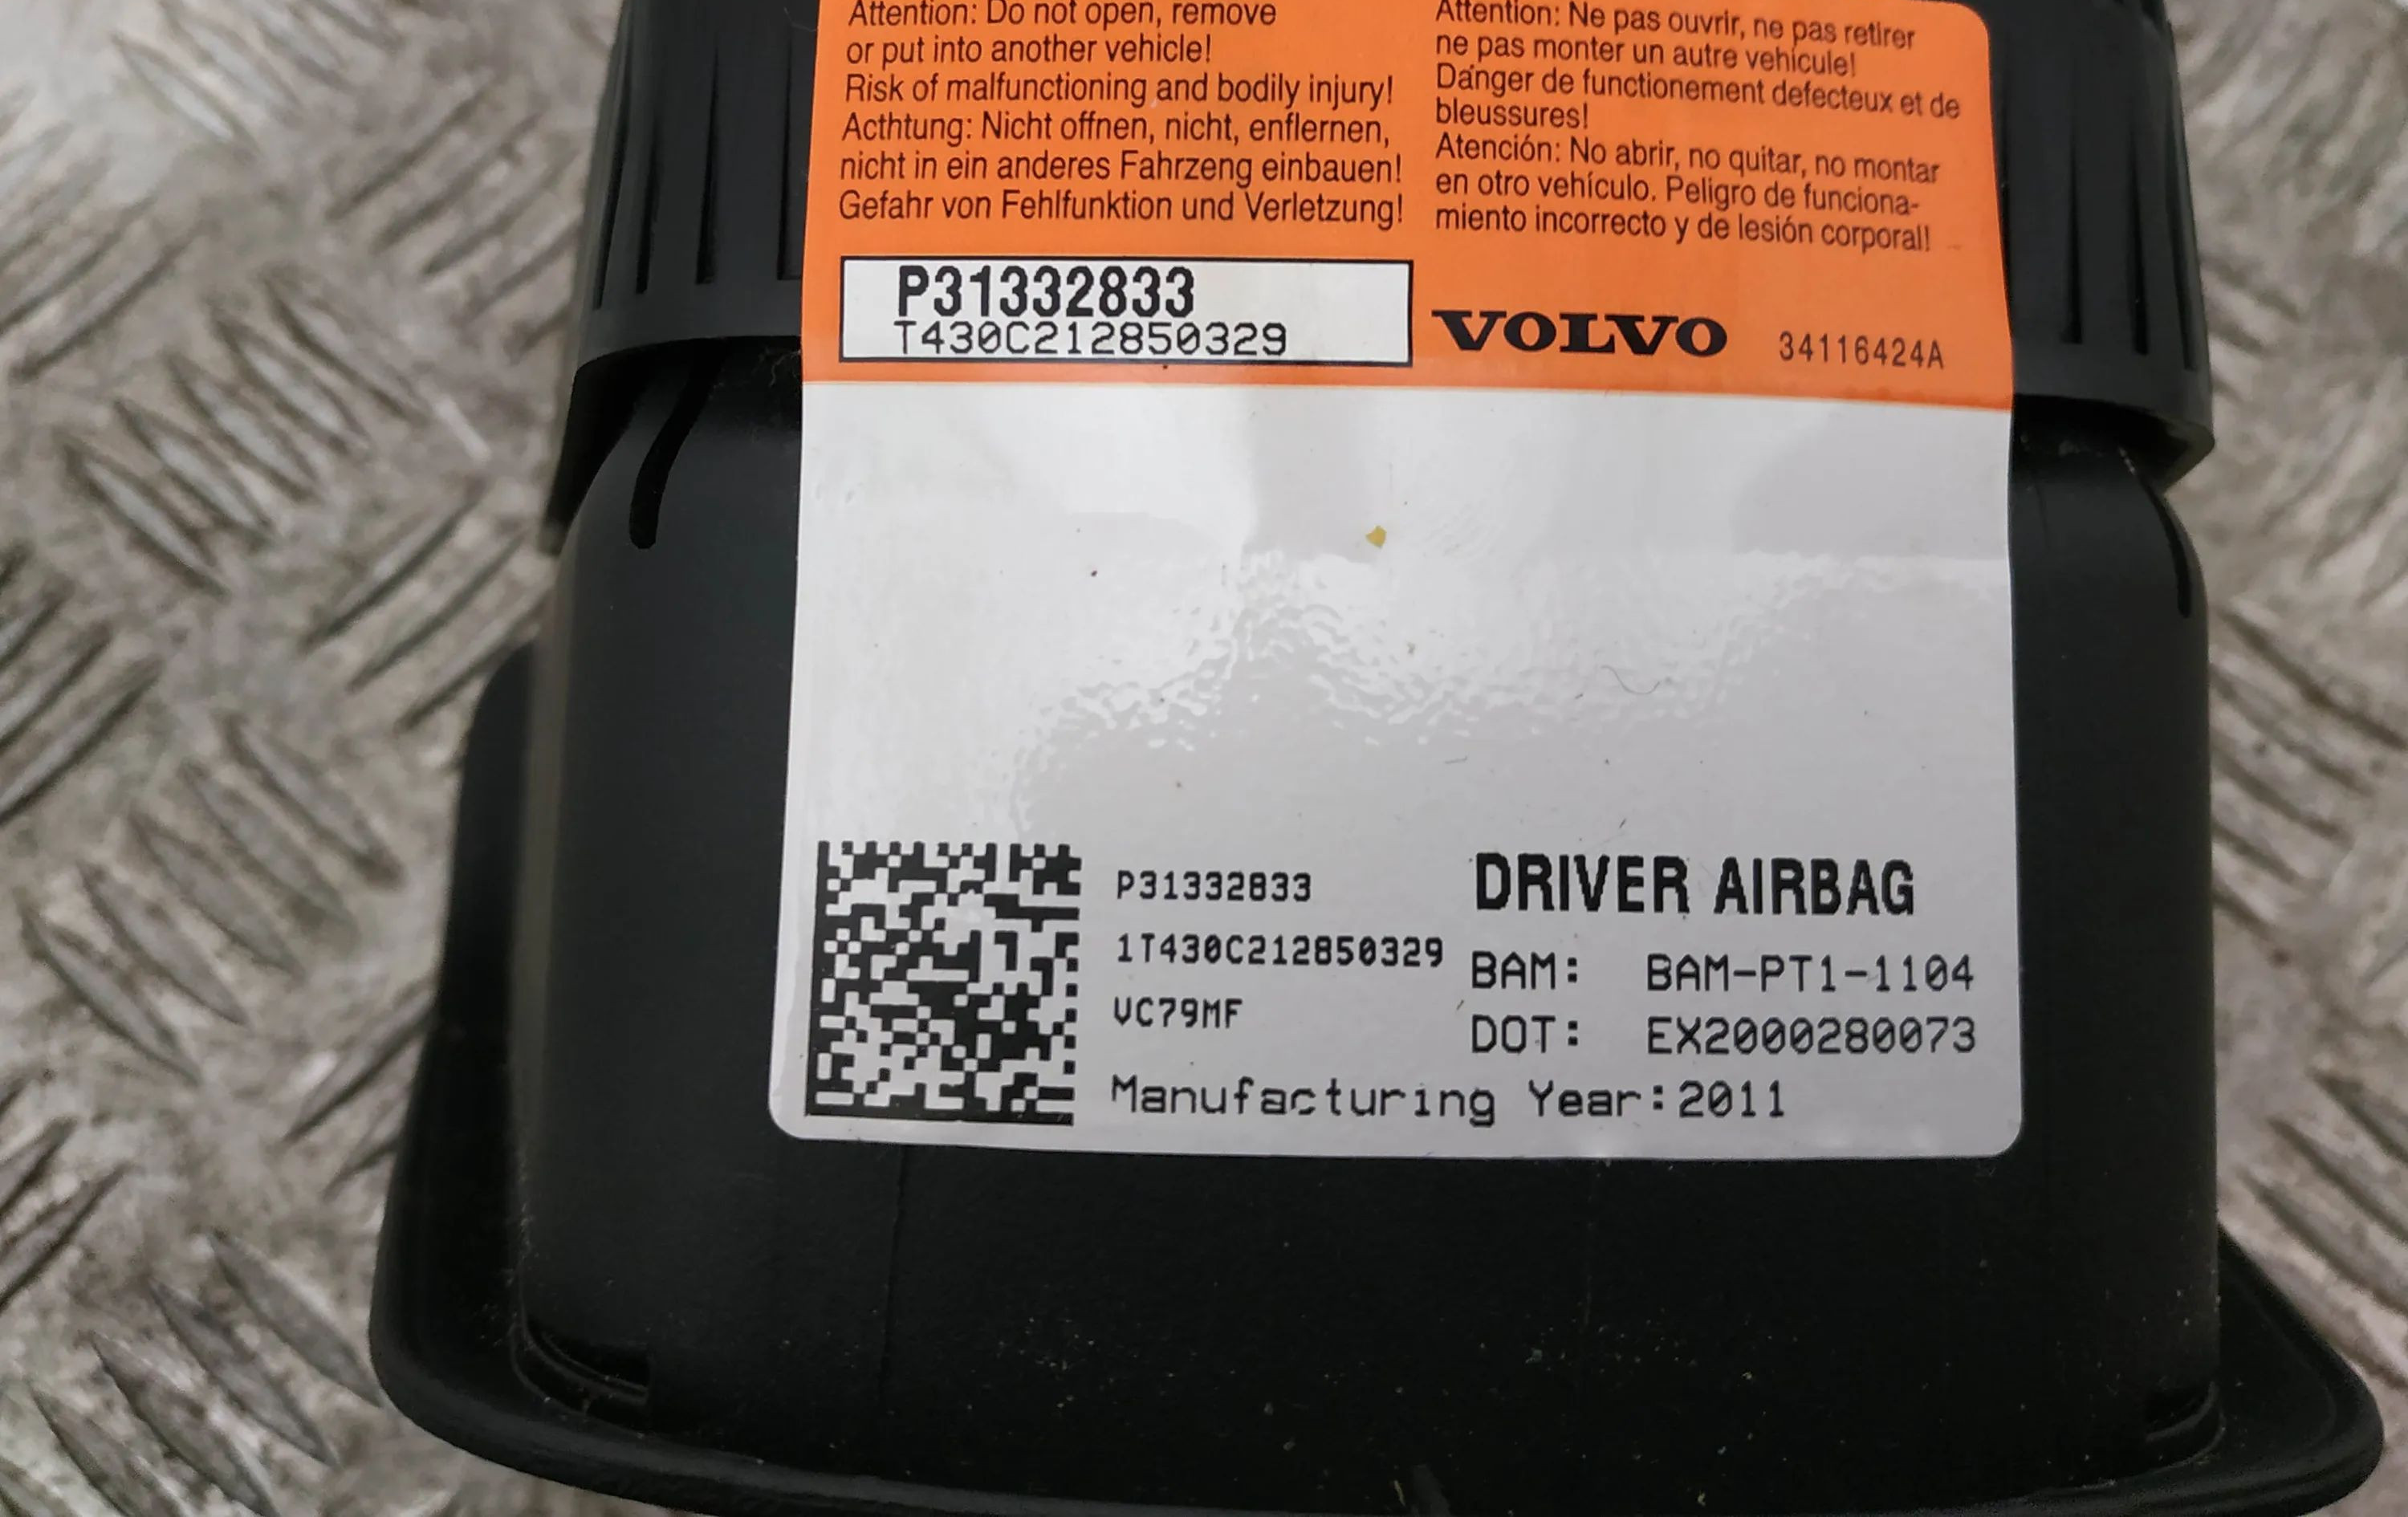 Attention: Do not open, remove
or put into another vehicle!
Risk of malfunctioning and bodily injury!
Acthtung: Nicht offnen, nicht, enflernen,
nicht in ein anderes Fahrzeng einbauen!
Gefahr von Fehlfunktion und Verletzung!
Attention: Ne pas ouvrir, ne pas retirer
ne pas monter un autre vehicule!
Danger de functionement defecteux et de
bleussures!
Atención: No abrir, no quitar, no montar
en otro vehículo. Peligro de funciona-
miento incorrecto y de lesión corporal!
P31332833
T430C212850329
VOLVO
34116424A
P31332833
1T430C212850329
VC79MF
DRIVER AIRBAG
BAM: BAM-PT1-1104
DOT: EX2000280073
Manufacturing Year:2011